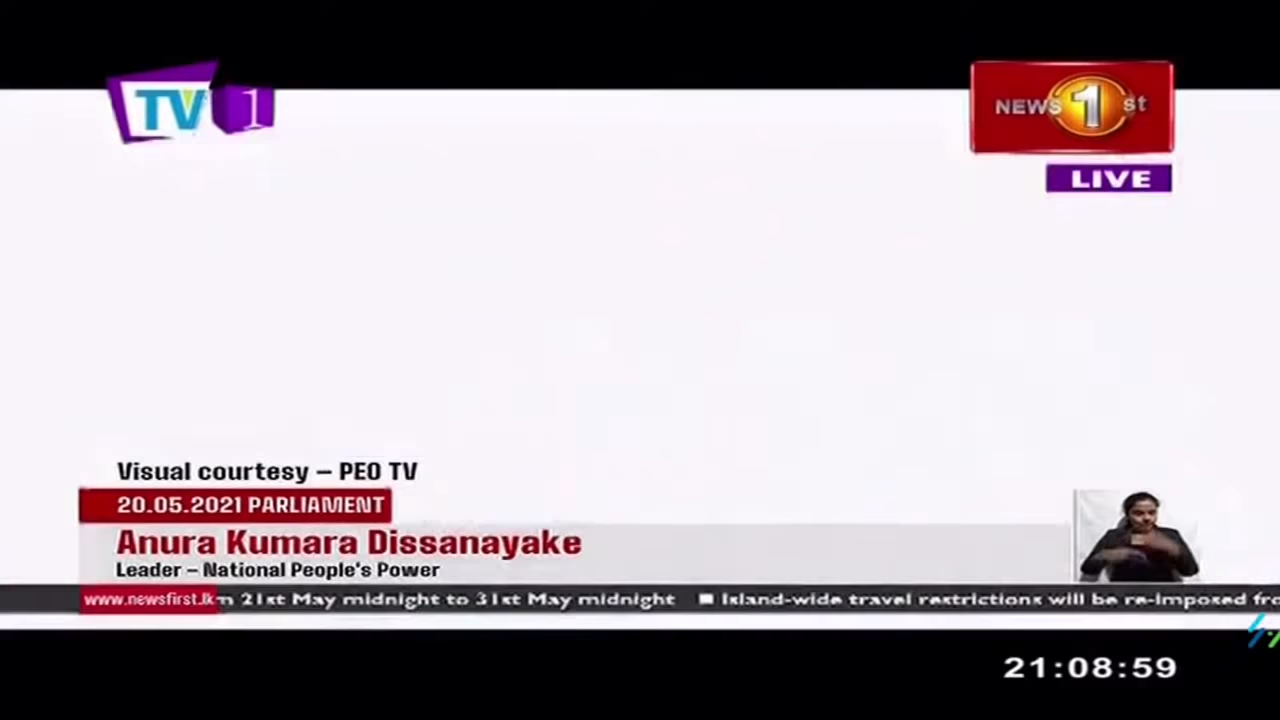 TV1
NEWS 1st
LIVE
Visual courtesy – PEO TV
20.05.2021 PARLIAMENT
Anura Kumara Dissanayake
Leader – National People's Power
www.newsfirst.lk
m 21st May midnight to 31st May midnight ■ Island-wide travel restrictions will be re-imposed fro
21:08:59